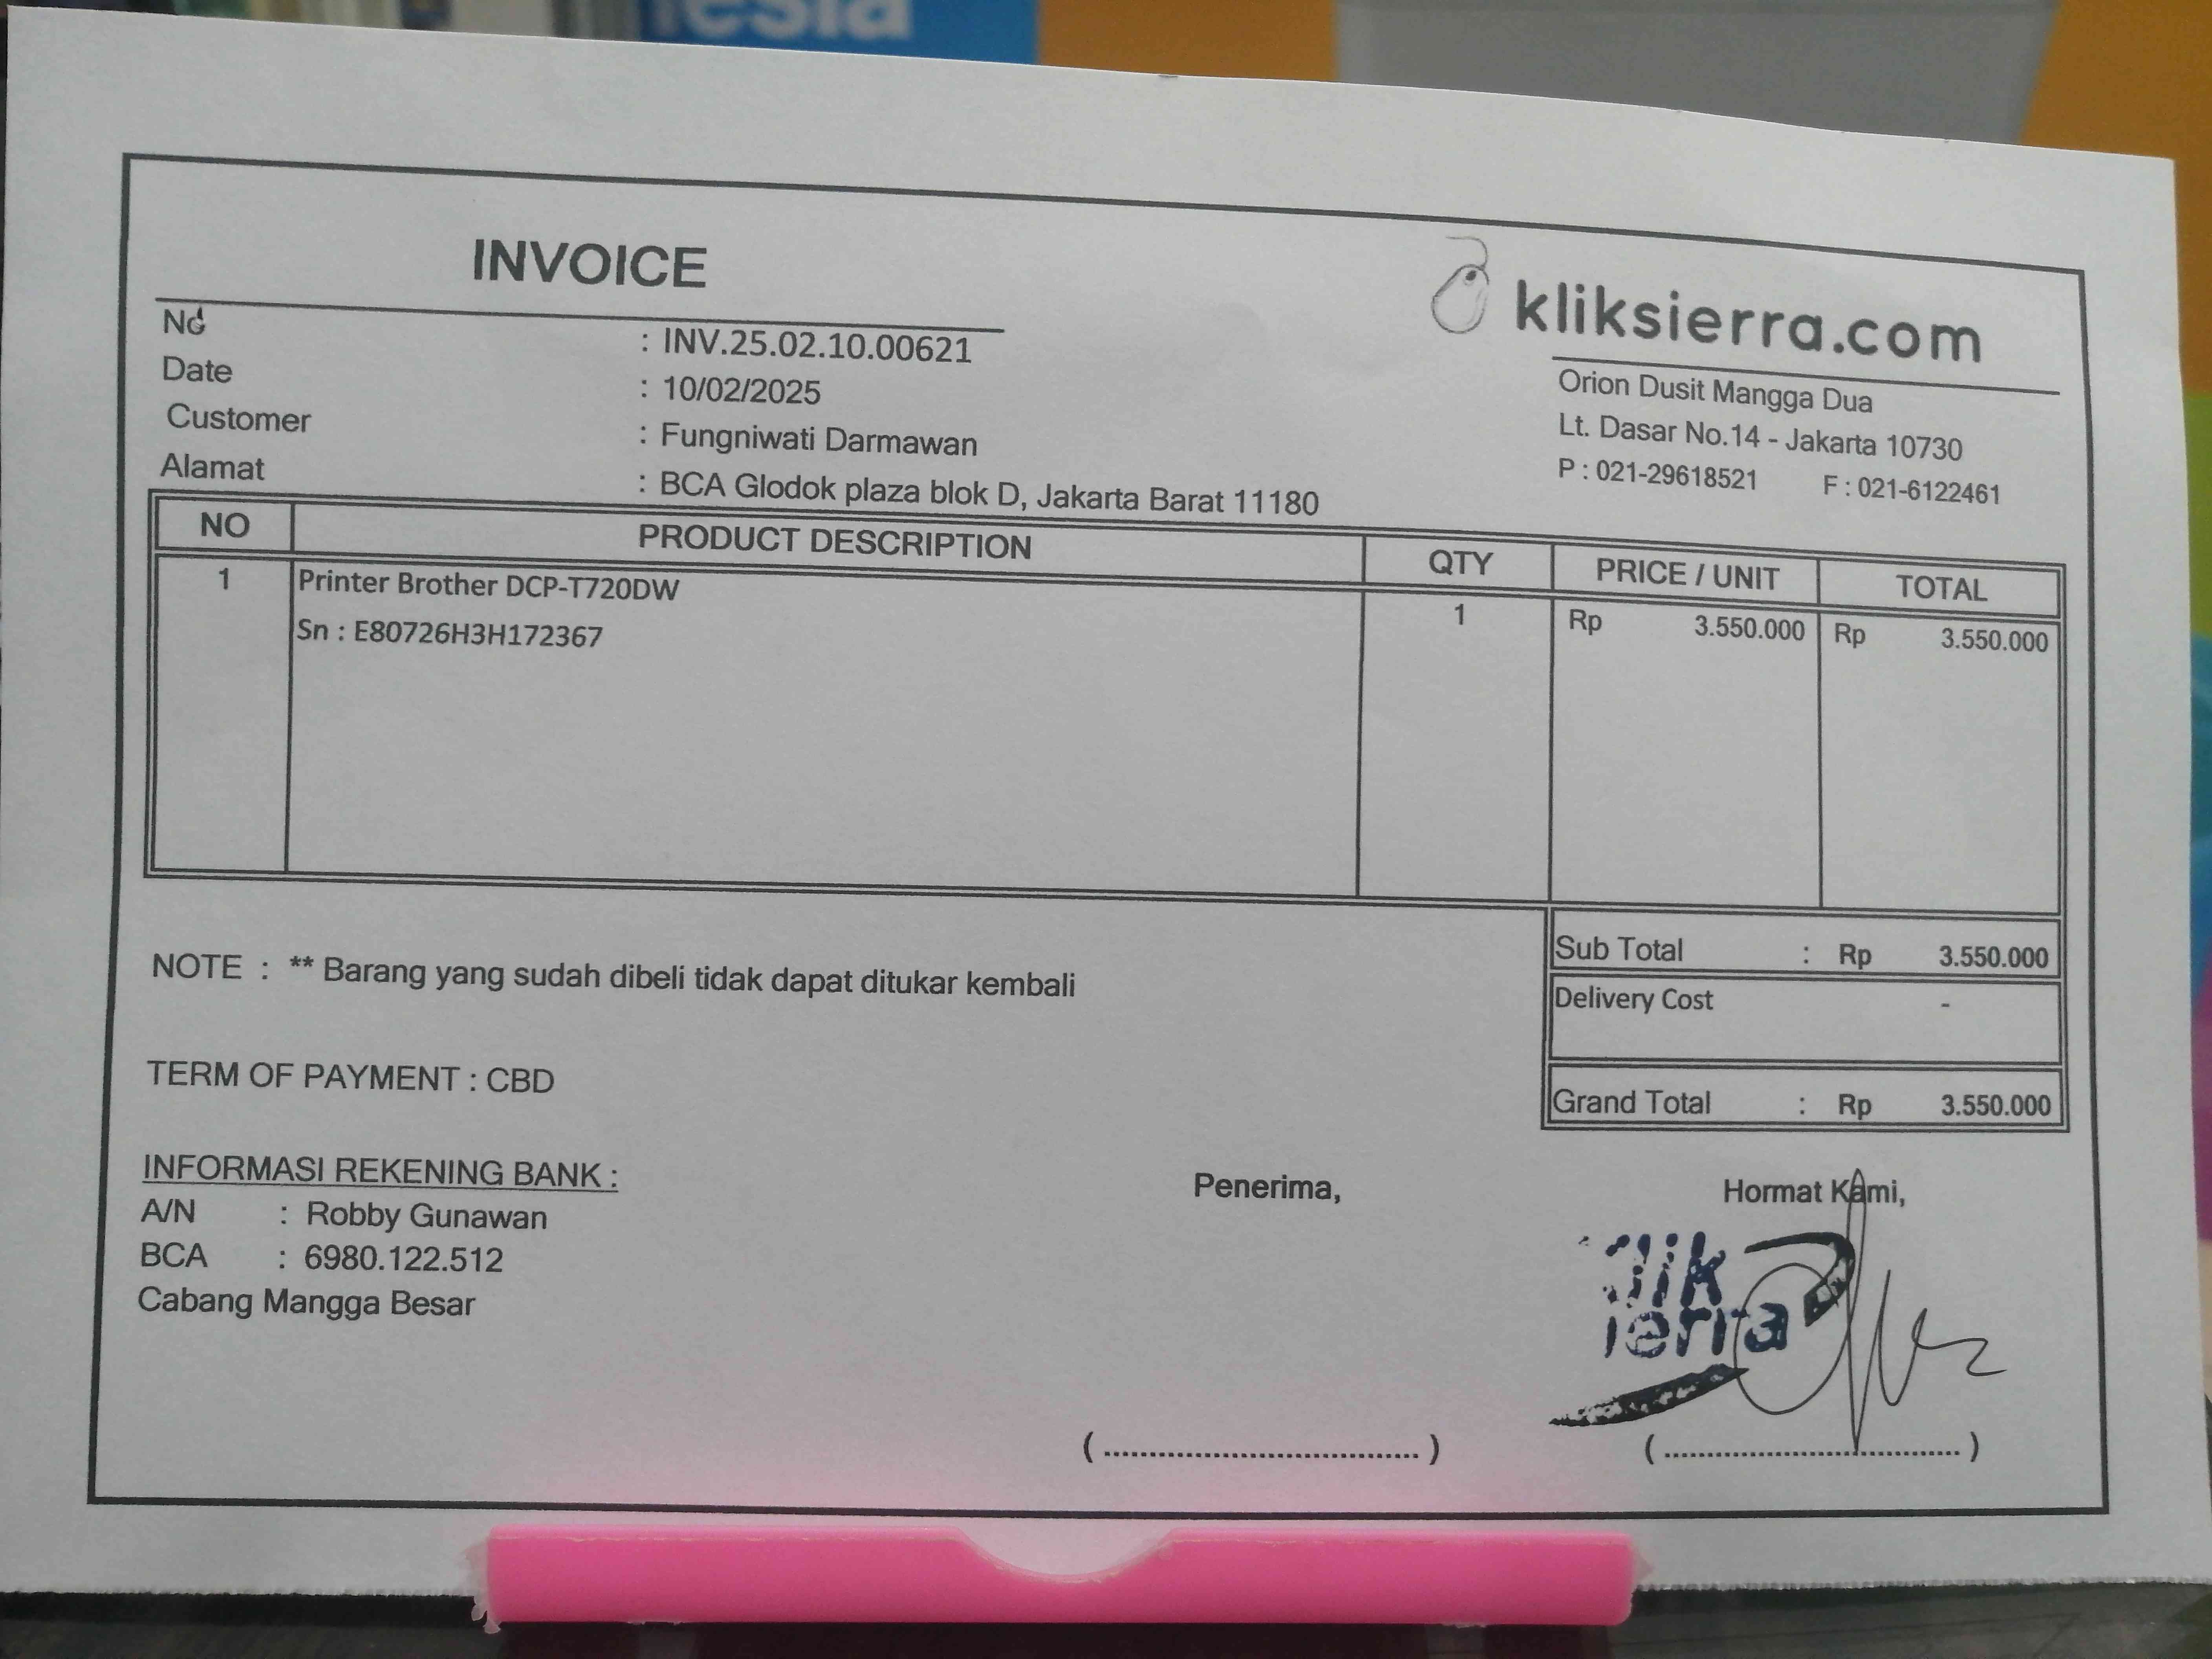 esia
INVOICE
kliksierra.com
No : INV.25.02.10.00621
Date : 10/02/2025
Customer : Fungniwati Darmawan
Alamat : BCA Glodok plaza blok D, Jakarta Barat 11180
Orion Dusit Mangga Dua
Lt. Dasar No.14 - Jakarta 10730
P : 021-29618521 F : 021-6122461
NO PRODUCT DESCRIPTION QTY PRICE / UNIT TOTAL
1 Printer Brother DCP-T720DW 1 Rp 3.550.000 Rp 3.550.000
Sn : E80726H3H172367
Sub Total : Rp 3.550.000
NOTE : ** Barang yang sudah dibeli tidak dapat ditukar kembali
Delivery Cost -
TERM OF PAYMENT : CBD
Grand Total : Rp 3.550.000
INFORMASI REKENING BANK :
A/N : Robby Gunawan
BCA : 6980.122.512
Cabang Mangga Besar
Penerima,
Hormat Kami,
lik
ierra
( .................................. )
( ................................ )